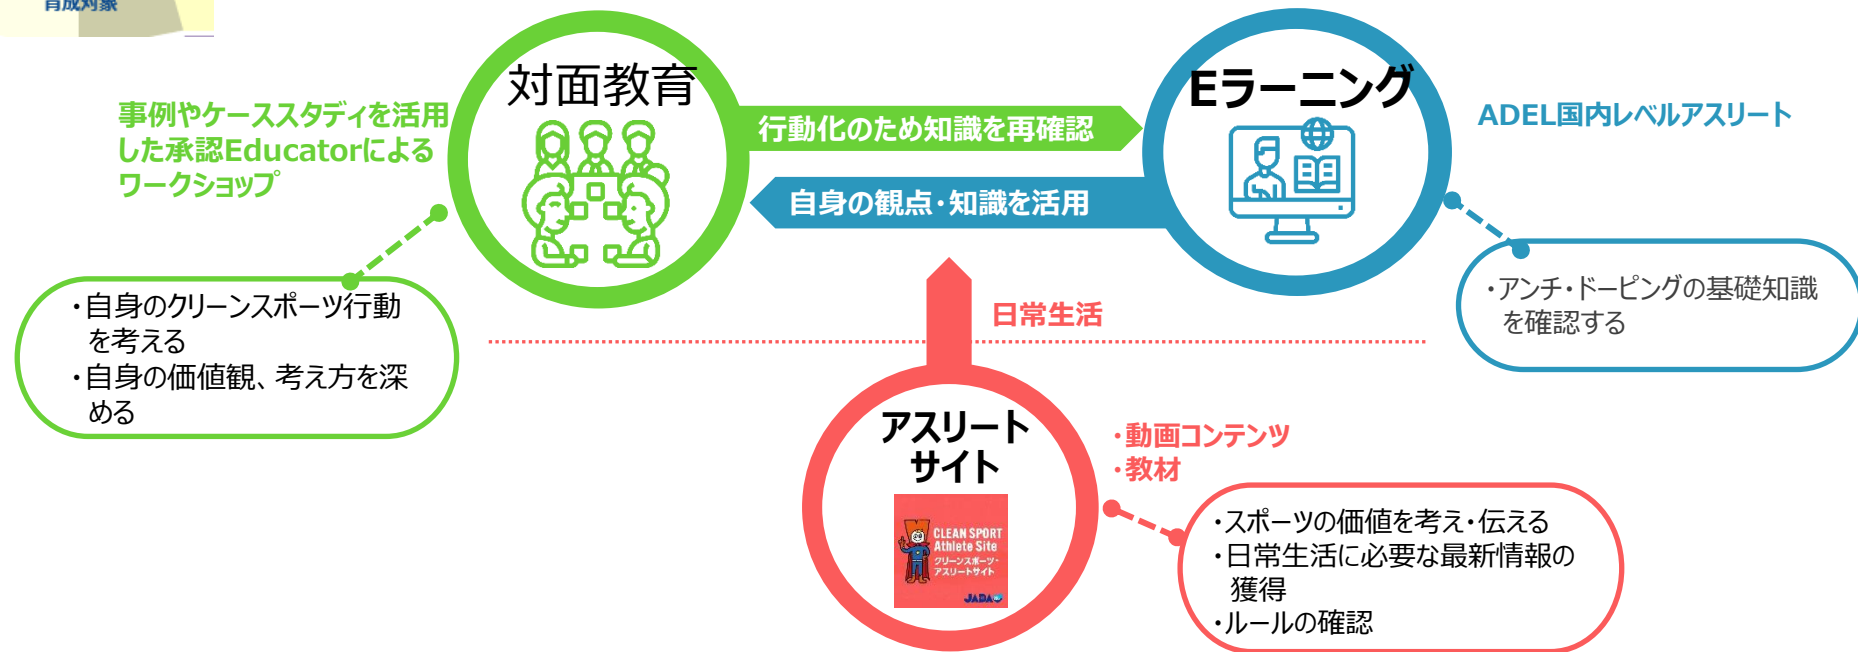 育成対象
対面教育
事例やケーススタディを活用
した承認Educatorによる
ワークショップ
・自身のクリーンスポーツ行動
を考える
・自身の価値観、考え方を深
める
行動化のため知識を再確認
自身の観点・知識を活用
Eラーニング
ADEL国内レベルアスリート
・アンチ・ドーピングの基礎知識
を確認する
日常生活
アスリート
サイト
CLEAN SPORT
Athlete Site
クリーンスポーツ・
アスリートサイト
JADA
・動画コンテンツ
・教材
・スポーツの価値を考え・伝える
・日常生活に必要な最新情報の
獲得
・ルールの確認